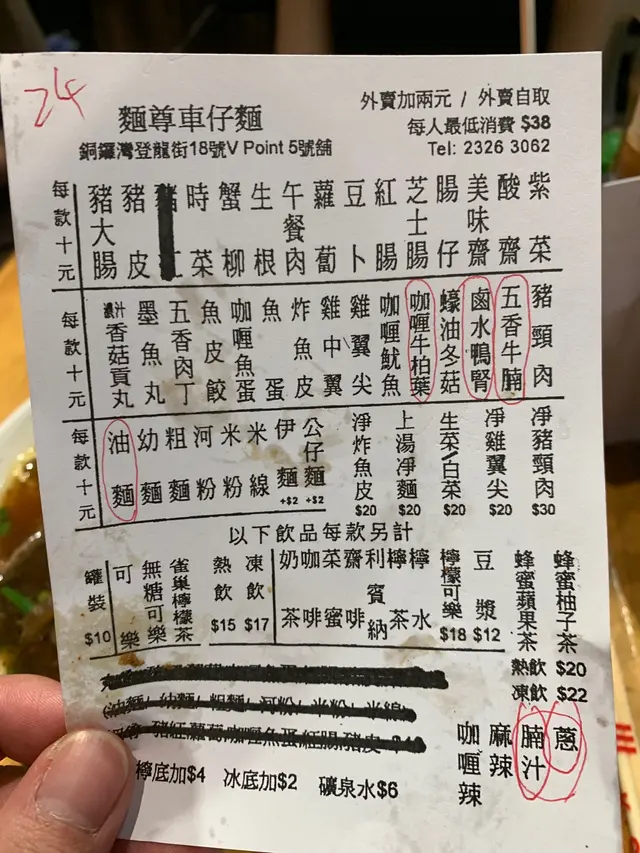 24
麵尊車仔麵
銅鑼灣登龍街18號V Point 5號舖
外賣加兩元 / 外賣自取
每人最低消費 $38
Tel: 2326 3062
每款十元
豬大腸
豬皮
時菜
蟹柳
生根
午餐肉
蘿蔔
豆卜
紅腸
芝士腸
腸仔
美味齋
酸齋
紫菜
每款十元
濃汁香菇貢丸
墨魚丸
五香肉丁
魚皮餃
咖喱魚蛋
魚蛋
炸魚皮
雞中翼
雞翼尖
咖喱魷魚
咖喱牛柏葉
蠔油冬菇
鹵水鴨腎
五香牛腩
豬頸肉
每款十元
油麵
幼麵
粗麵
河粉
米粉
米線
伊麵 +$2
公仔麵 +$2
淨炸魚皮 $20
上湯淨麵 $20
生菜/白菜 $20
淨雞翼尖 $20
淨豬頸肉 $30
以下飲品每款另計
罐裝 $10
可樂
無糖可樂
雀巢檸檬茶
熱飲 $15
凍飲 $17
奶茶
咖啡
菜蜜
齋啡
利賓納
檸茶
檸水
檸檬可樂 $18
豆漿 $12
蜂蜜蘋果茶
蜂蜜柚子茶
熱飲 $20
凍飲 $22
檸底加$4 冰底加$2 礦泉水$6
咖喱辣
麻辣
腩汁
蔥